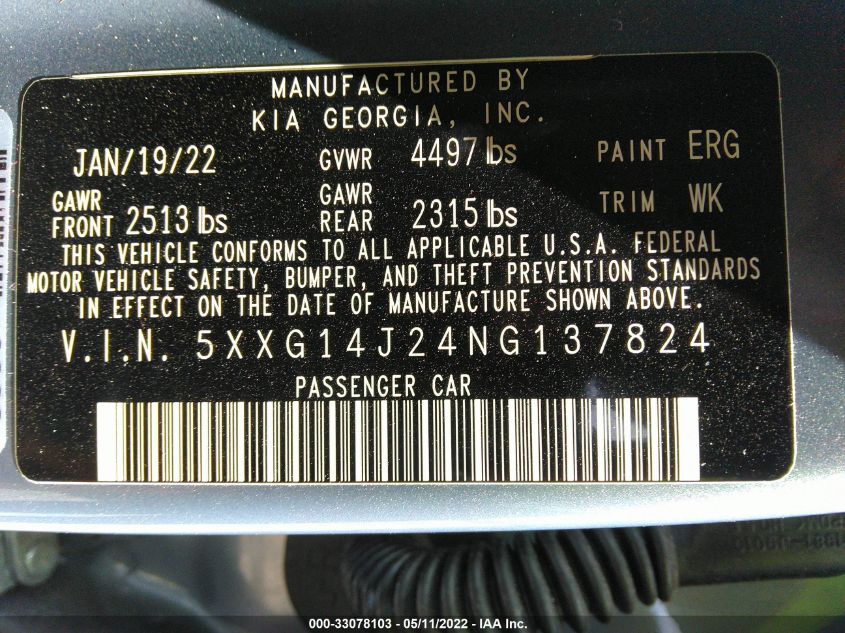 MANUFACTURED BY
KIA GEORGIA, INC.
JAN/19/22 GVWR 4497 lbs PAINT ERG
GAWR FRONT 2513 lbs GAWR REAR 2315 lbs TRIM WK
THIS VEHICLE CONFORMS TO ALL APPLICABLE U.S.A. FEDERAL
MOTOR VEHICLE SAFETY, BUMPER, AND THEFT PREVENTION STANDARDS
IN EFFECT ON THE DATE OF MANUFACTURE SHOWN ABOVE.
V.I.N. 5XXG14J24NG137824
PASSENGER CAR
000-33078103 - 05/11/2022 - IAA Inc.